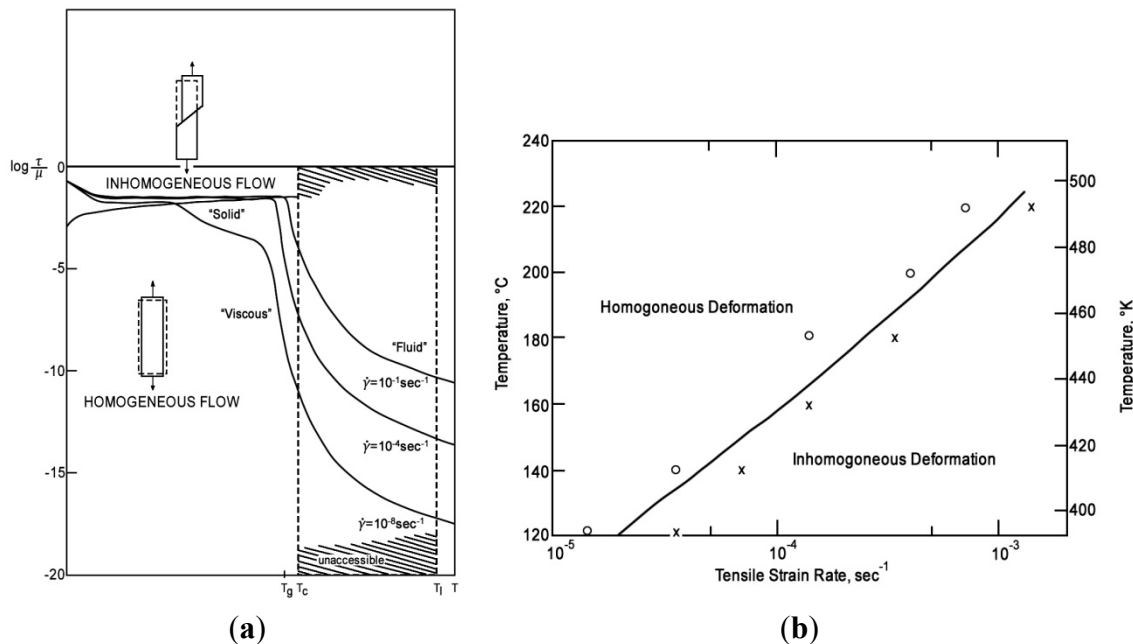 log τ/μ
0
-5
-10
-15
-20
INHOMOGENEOUS FLOW
"Solid"
"Viscous"
"Fluid"
HOMOGENEOUS FLOW
γ̇=10⁻¹sec⁻¹
γ̇=10⁻⁴sec⁻¹
γ̇=10⁻⁸sec⁻¹
unaccessible
Tg Tc Tl T
(a)
Temperature, °C
240
220
200
180
160
140
120
Homogoneous Deformation
Inhomogoneous Deformation
500
480
460
440
420
400
Temperature. °K
10⁻⁵ 10⁻⁴ 10⁻³
Tensile Strain Rate, sec⁻¹
(b)